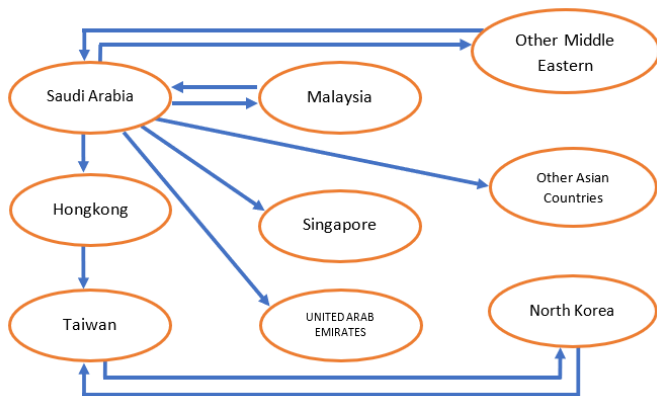 Other Middle
Eastern
Saudi Arabia
Malaysia
Other Asian
Countries
Hongkong
Singapore
Taiwan
UNITED ARAB
EMIRATES
North Korea